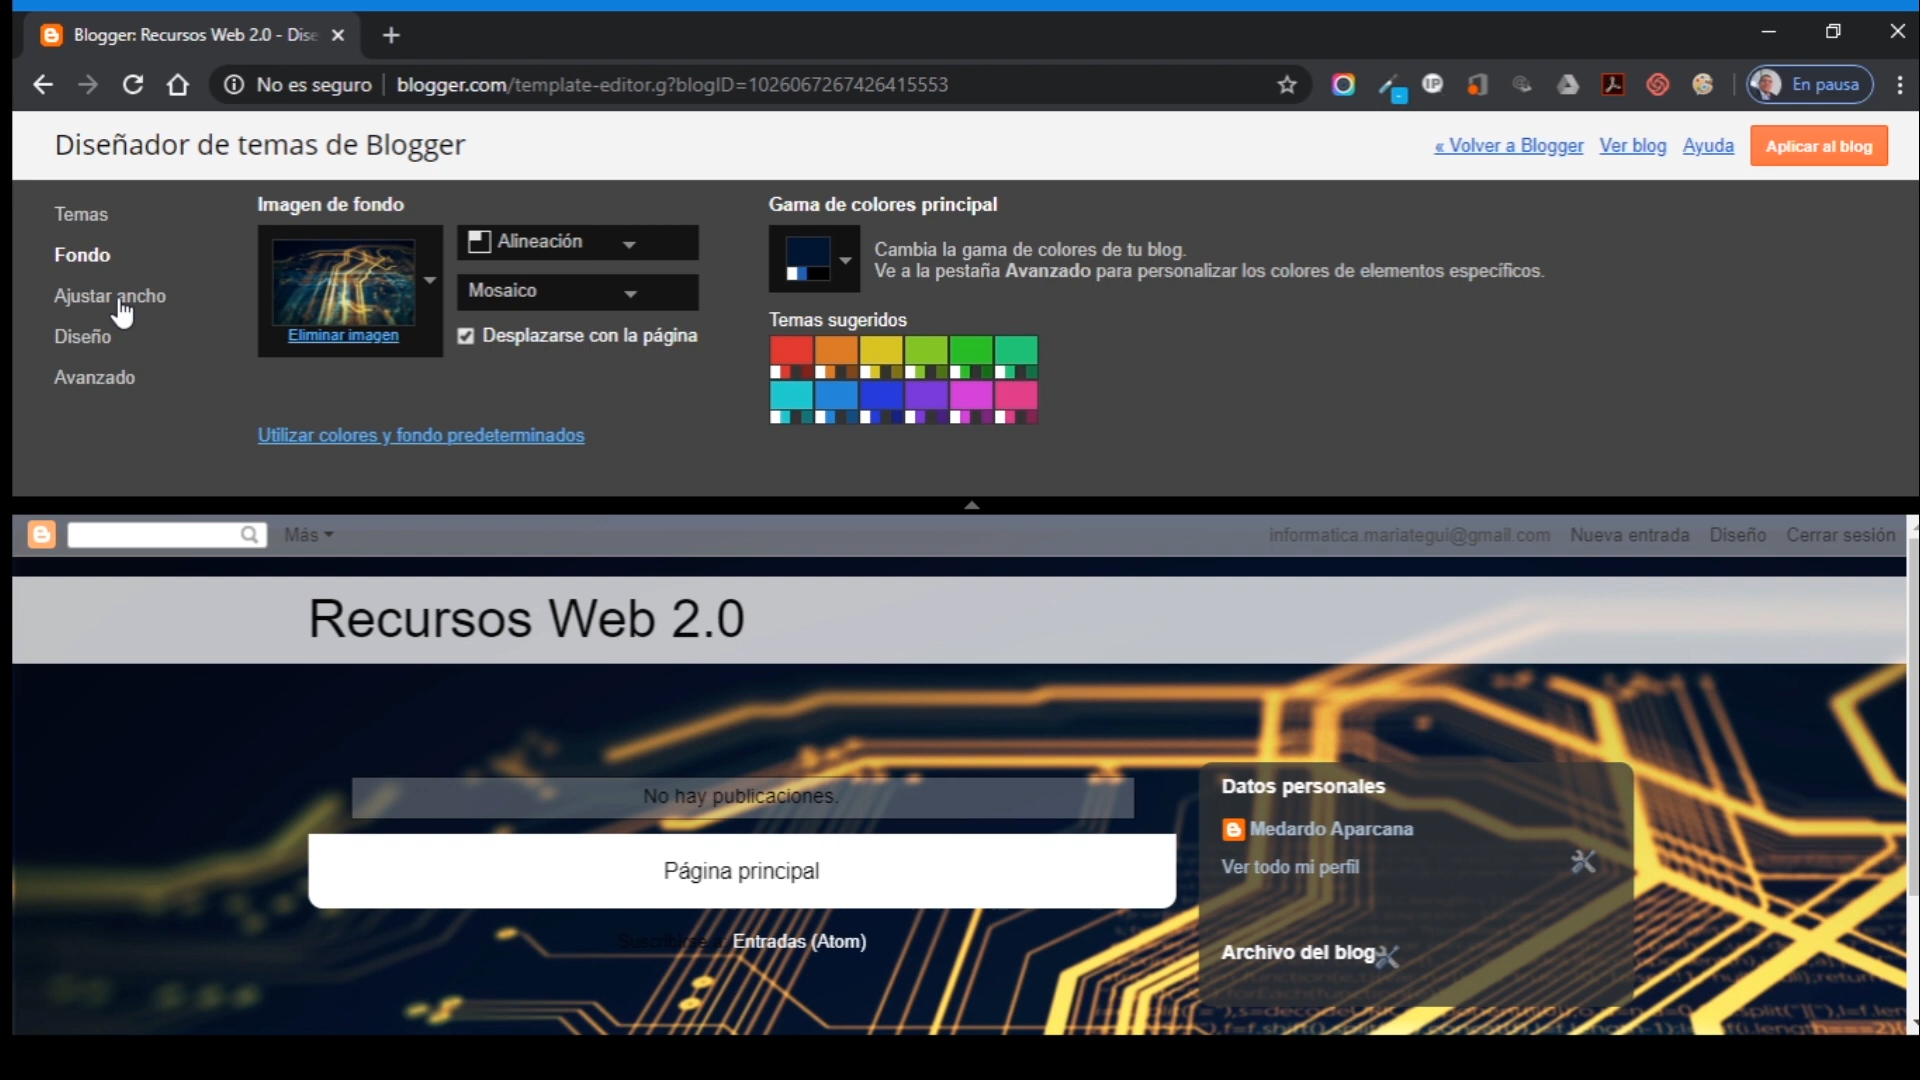 Blogger: Recursos Web 2.0 - Dise
No es seguro blogger.com/template-editor.g?blogID=1026067267426415553
IP
En pausa
Diseñador de temas de Blogger
« Volver a Blogger Ver blog Ayuda Aplicar al blog
Temas
Fondo
Ajustar ancho
Diseño
Avanzado
Imagen de fondo
Alineación
Mosaico
Eliminar imagen
Desplazarse con la página
Utilizar colores y fondo predeterminados
Gama de colores principal
Cambia la gama de colores de tu blog.
Ve a la pestaña Avanzado para personalizar los colores de elementos específicos.
Temas sugeridos
Más
informatica.mariategui@gmail.com Nueva entrada Diseño Cerrar sesión
Recursos Web 2.0
No hay publicaciones.
Página principal
Entradas (Atom)
Datos personales
Medardo Aparcana
Ver todo mi perfil
Archivo del blog